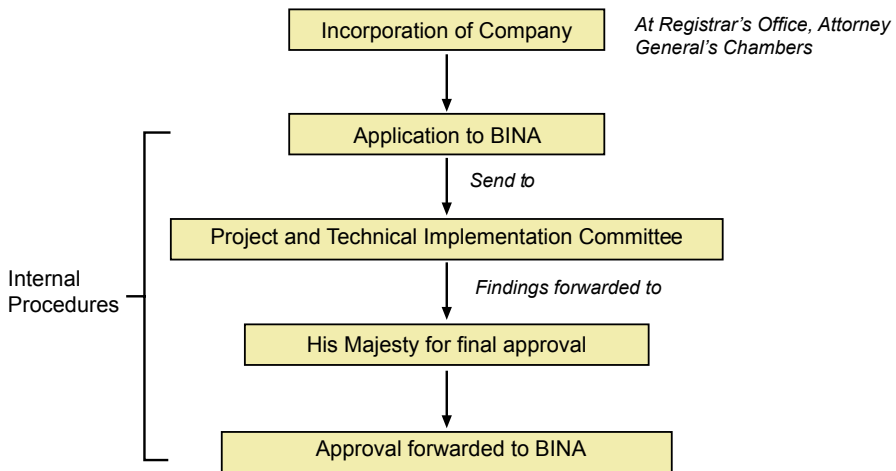 Incorporation of Company
At Registrar's Office, Attorney
General's Chambers
Application to BINA
Send to
Project and Technical Implementation Committee
Internal
Procedures
Findings forwarded to
His Majesty for final approval
Approval forwarded to BINA